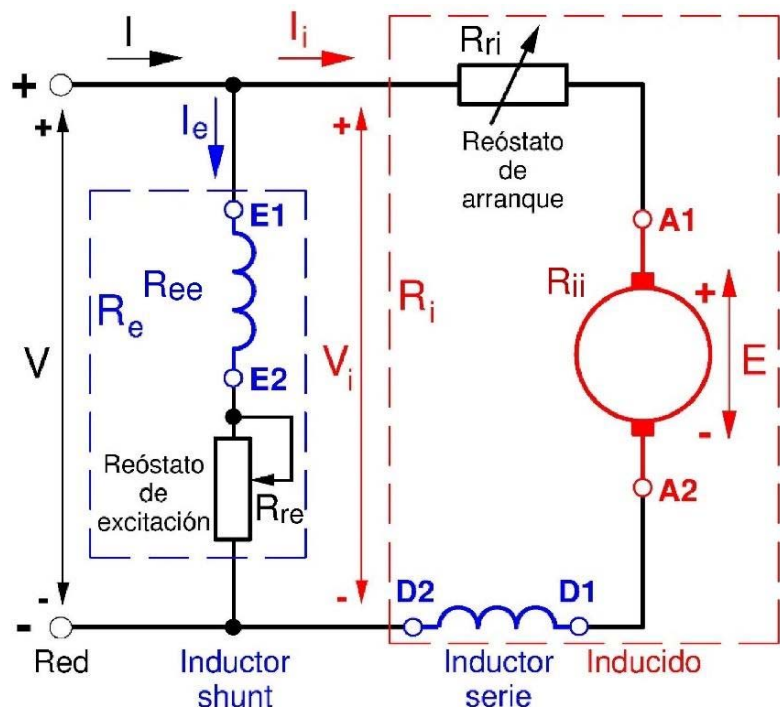 I
Ii
Rri
+
+
Ie
+
Reóstato
de
arranque
E1
A1
Ree
Re
Rii
+
Ri
V
Vi
E
E2
-
Reóstato
de
excitación
Rre
A2
-
-
D2
D1
-
Red
Inductor
shunt
Inductor
serie
Inducido